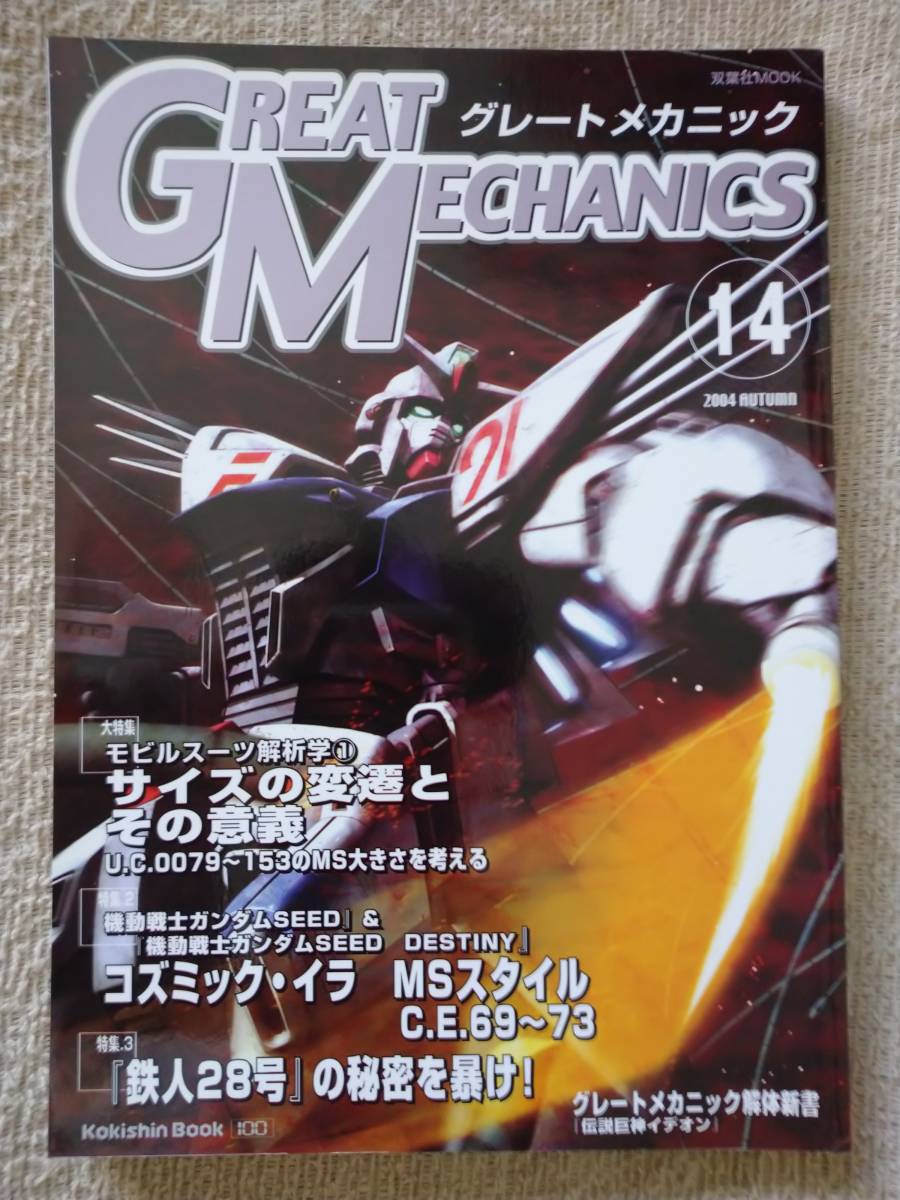 双葉社MOOK
GREAT
グレートメカニック
MECHANICS
14
2004 AUTUMN
F
91
大特集
モビルスーツ解析学①
サイズの変遷と
その意義!
U.C.0079~153のMS大きさを考える
特集.2
機動戦士ガンダムSEED』&
『機動戦士ガンダムSEED DESTINY』
コズミック・イラ MSスタイル
C.E.69~73
特集.3
『鉄人28号』の秘密を暴け!
グレートメカニック解体新書
『伝説巨神イデオン』
Kokishin Book 100